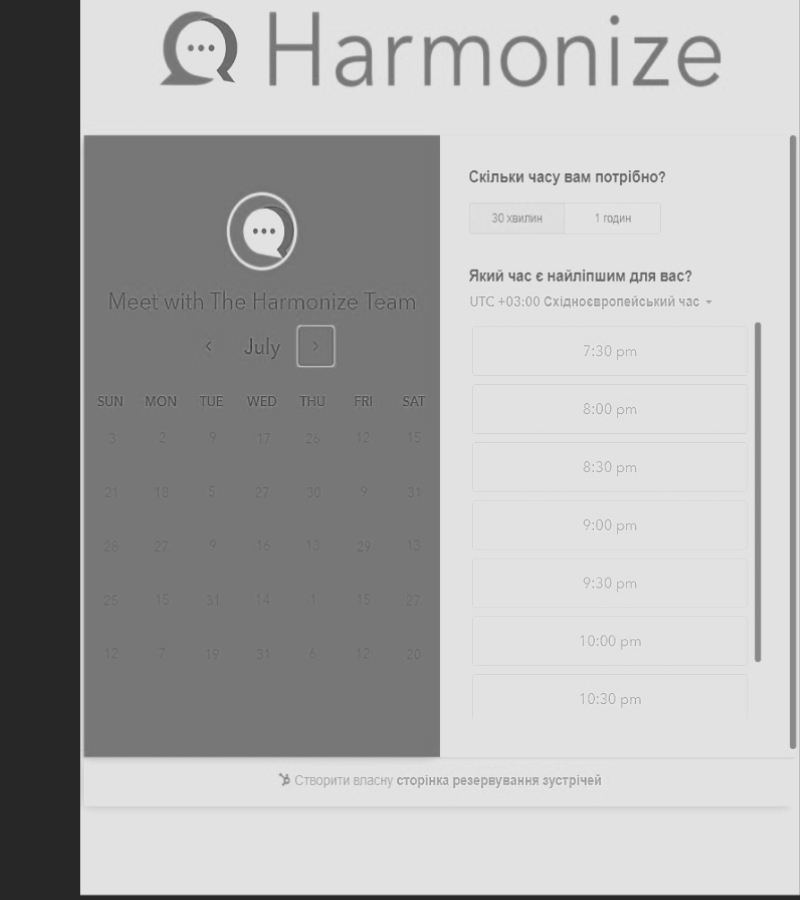 Harmonize
Meet with The Harmonize Team
July
SUN MON TUE WED THU FRI SAT
3 2 9 17 26 12 15
21 18 5 27 30 9 31
28 27 9 16 13 29 13
25 15 31 14 1 15 27
12 7 19 31 6 12 20
Скільки часу вам потрібно?
30 хвилин 1 годин
Який час є найліпшим для вас?
UTC +03:00 Східноєвропейський час
7:30 pm
8:00 pm
8:30 pm
9:00 pm
9:30 pm
10:00 pm
10:30 pm
Створити власну сторінка резервування зустрічей